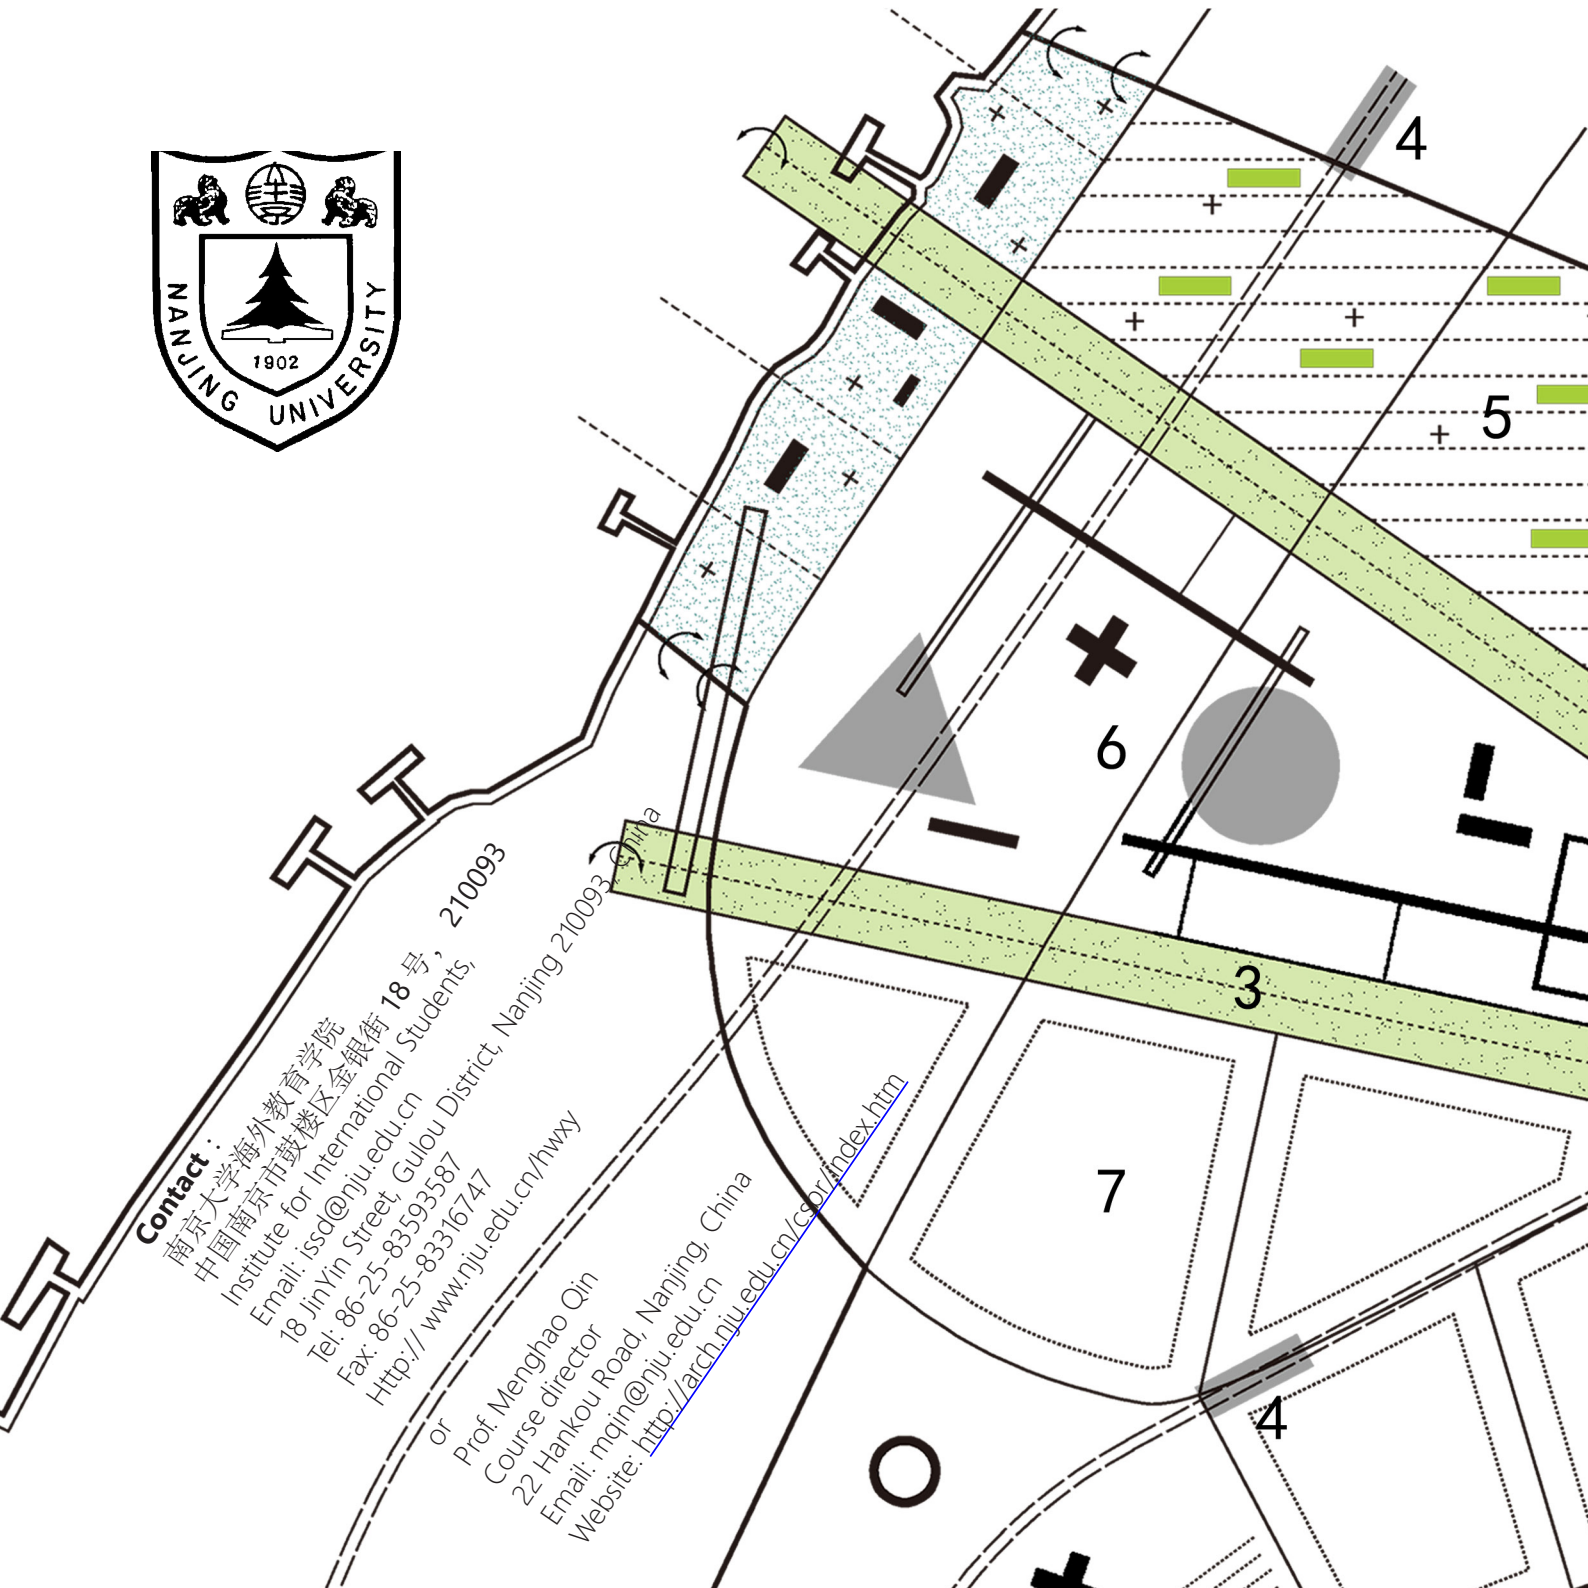 NANJING UNIVERSITY
1902
4
5
6
3
7
4
Contact :
南京大学海外教育学院
中国南京市鼓楼区金银街 18 号， 210093
Institute for International Students,
Email: issd@nju.edu.cn
18 JinYin Street, Gulou District, Nanjing 210093, China
Tel: 86-25-83593587
Fax: 86-25-83316747
Http:// www.nju.edu.cn/hwxy
or
Prof. Menghao Qin
Course director
22 Hankou Road, Nanjing, China
Email: mqin@nju.edu.cn
Website: http://arch.nju.edu.cn/csbr/index.htm